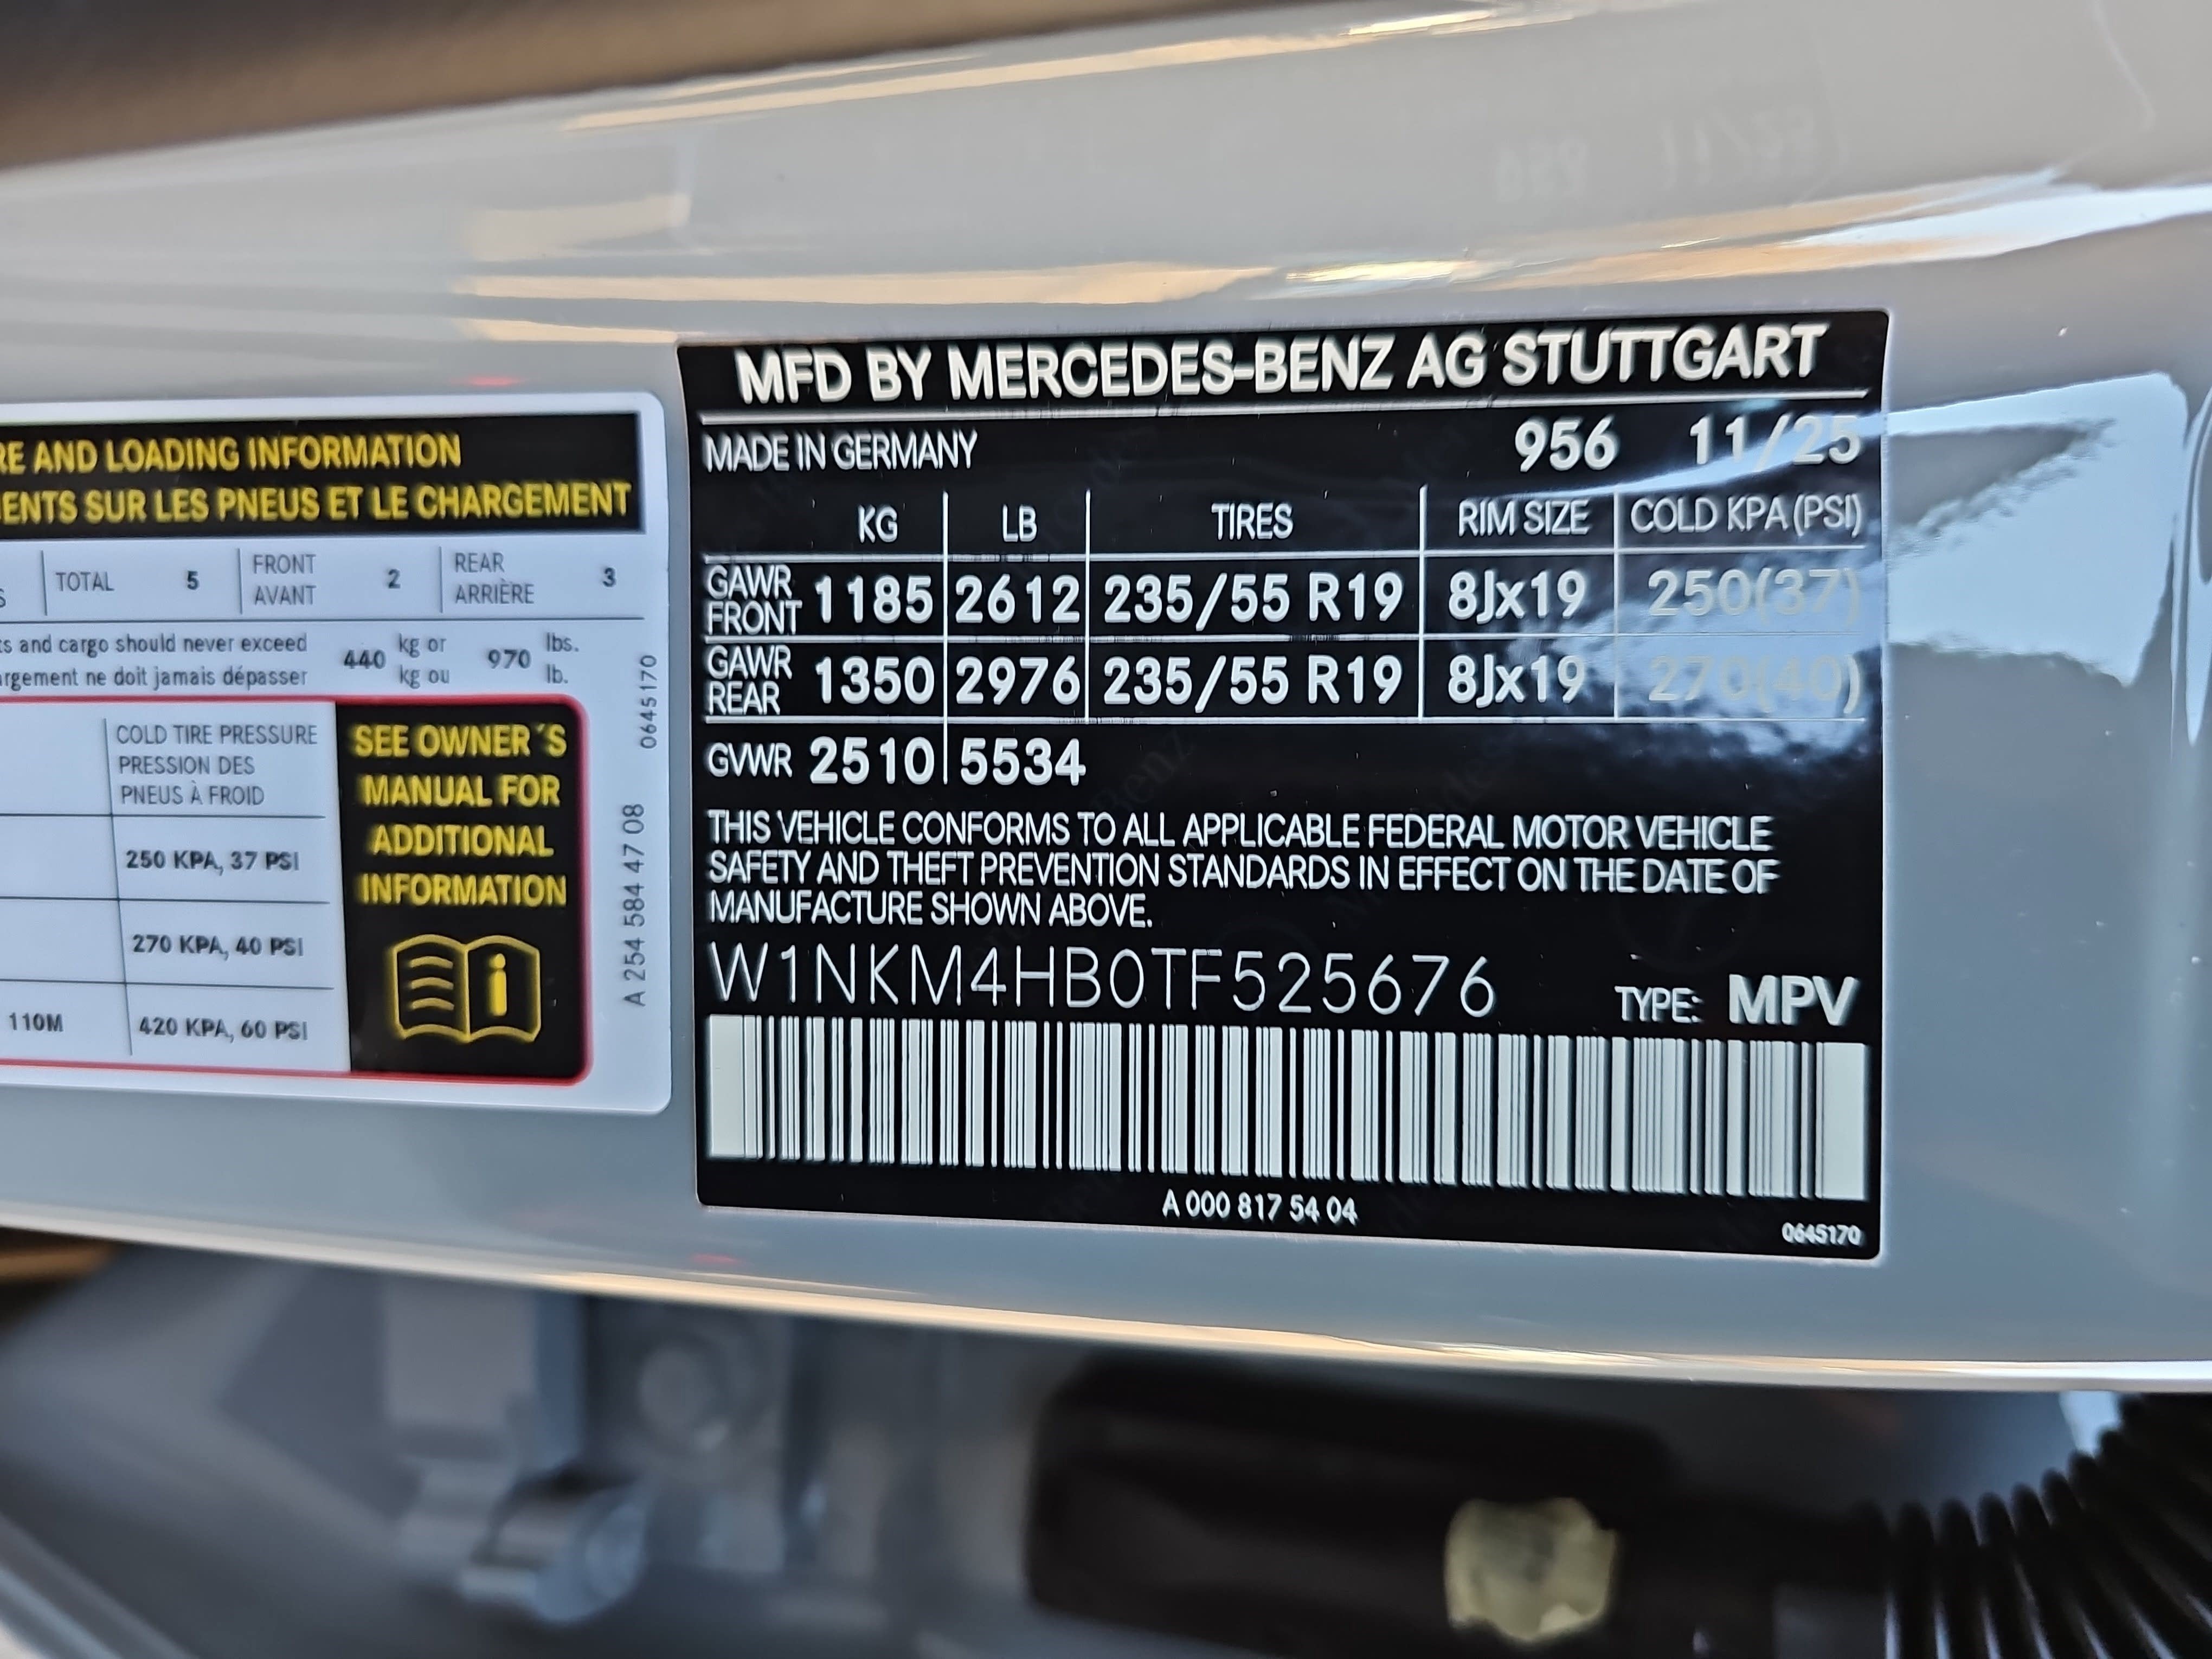 RE AND LOADING INFORMATION
ENTS SUR LES PNEUS ET LE CHARGEMENT
TOTAL 5 FRONT AVANT 2 REAR ARRIÈRE 3
and cargo should never exceed 440 kg or 970 lbs.
ne doit jamais dépasser kg ou lb.
COLD TIRE PRESSURE
PRESSION DES
PNEUS À FROID
250 KPA, 37 PSI
270 KPA, 40 PSI
110M 420 KPA, 60 PSI
SEE OWNER´S
MANUAL FOR
ADDITIONAL
INFORMATION
A 254 584 47 08 0645170
MFD BY MERCEDES-BENZ AG STUTTGART
MADE IN GERMANY 956 11/25
KG LB TIRES RIM SIZE COLD KPA (PSI)
GAWR FRONT 1185 2612 235/55 R19 8Jx19 250(37)
GAWR REAR 1350 2976 235/55 R19 8Jx19 270(40)
GVWR 2510 5534
THIS VEHICLE CONFORMS TO ALL APPLICABLE FEDERAL MOTOR VEHICLE
SAFETY AND THEFT PREVENTION STANDARDS IN EFFECT ON THE DATE OF
MANUFACTURE SHOWN ABOVE.
W1NKM4HB0TF525676 TYPE: MPV
A 000 817 54 04
0645170